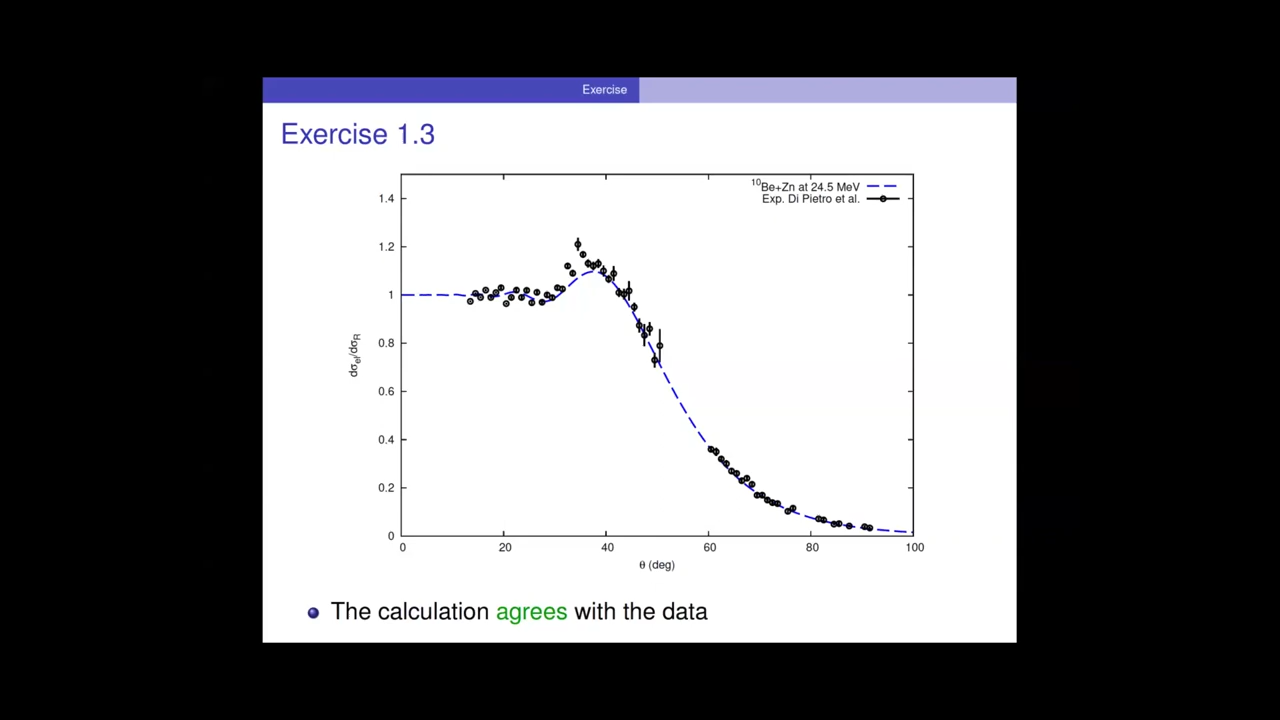 Exercise
Exercise 1.3
¹⁰Be+Zn at 24.5 MeV
Exp. Di Pietro et al.
1.4
1.2
1
0.8
0.6
0.4
0.2
0
dσel/dσR
0 20 40 60 80 100
θ (deg)
The calculation agrees with the data